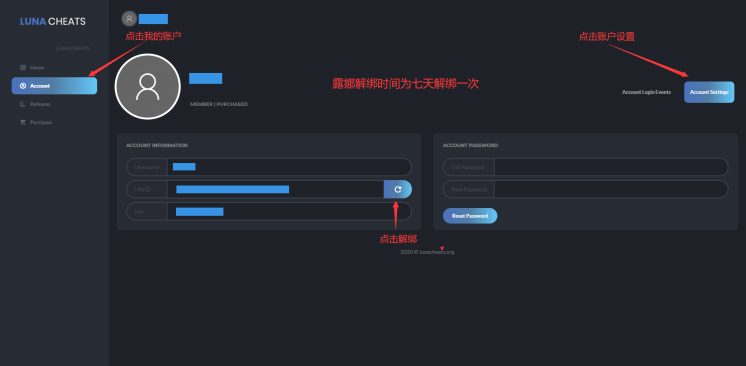 LUNA CHEATS
点击我的账户
点击账户设置
LUNACHEATS
Home
Account
Releases
Purchase
露娜解绑时间为七天解绑一次
MEMBER | PURCHASED
Account Login Events
Account Settings
ACCOUNT INFORMATION
Username
HWID
Key
点击解绑
ACCOUNT PASSWORD
Old Password
New Password
Reset Password
2020 © lunacheats.org